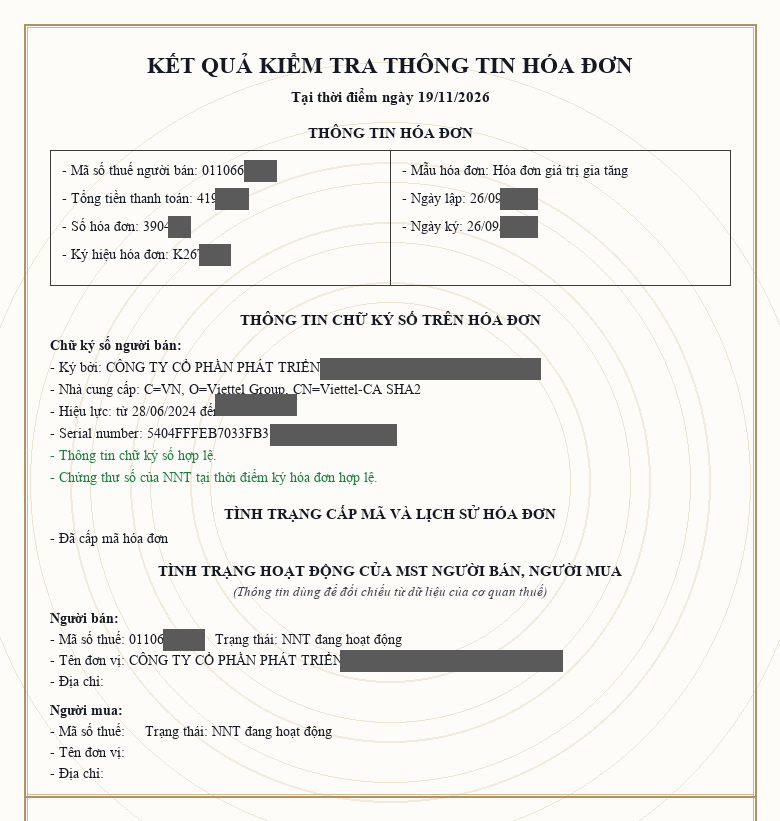 KẾT QUẢ KIỂM TRA THÔNG TIN HÓA ĐƠN
Tại thời điểm ngày 19/11/2026
THÔNG TIN HÓA ĐƠN
- Mã số thuế người bán: 011066
- Mẫu hóa đơn: Hóa đơn giá trị gia tăng
- Tổng tiền thanh toán: 419
- Ngày lập: 26/09
- Số hóa đơn: 3904
- Ngày ký: 26/09
- Ký hiệu hóa đơn: K26
THÔNG TIN CHỮ KÝ SỐ TRÊN HÓA ĐƠN
Chữ ký số người bán:
- Ký bởi: CÔNG TY CỔ PHẦN PHÁT TRIỂN
- Nhà cung cấp: C=VN, O=Viettel Group, CN=Viettel-CA SHA2
- Hiệu lực: từ 28/06/2024 đến
- Serial number: 5404FFFEB7033FB3
- Thông tin chữ ký số hợp lệ.
- Chứng thư số của NNT tại thời điểm ký hóa đơn hợp lệ.
TÌNH TRẠNG CẤP MÃ VÀ LỊCH SỬ HÓA ĐƠN
- Đã cấp mã hóa đơn
TÌNH TRẠNG HOẠT ĐỘNG CỦA MST NGƯỜI BÁN, NGƯỜI MUA
(Thông tin dùng để đối chiếu từ dữ liệu của cơ quan thuế)
Người bán:
- Mã số thuế: 01106 Trạng thái: NNT đang hoạt động
- Tên đơn vị: CÔNG TY CỔ PHẦN PHÁT TRIỂN
- Địa chỉ:
Người mua:
- Mã số thuế: Trạng thái: NNT đang hoạt động
- Tên đơn vị:
- Địa chỉ: